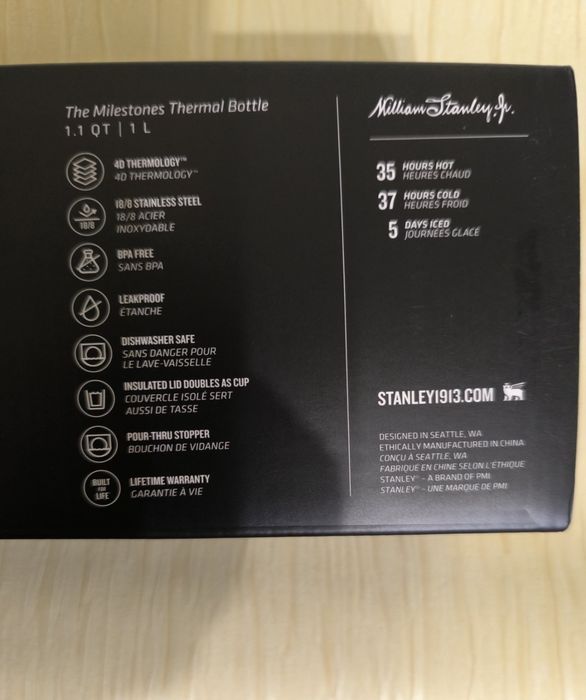 The Milestones Thermal Bottle
1.1 QT | 1 L
4D THERMOLOGY™
4D THERMOLOGY™
18/8
18/8 STAINLESS STEEL
18/8 ACIER
INOXYDABLE
BPA FREE
SANS BPA
LEAKPROOF
ÉTANCHE
DISHWASHER SAFE
SANS DANGER POUR
LE LAVE-VAISSELLE
INSULATED LID DOUBLES AS CUP
COUVERCLE ISOLÉ SERT
AUSSI DE TASSE
POUR-THRU STOPPER
BOUCHON DE VIDANGE
BUILT
FOR
LIFE
LIFETIME WARRANTY
GARANTIE À VIE
William Stanley, Jr.
35 HOURS HOT
HEURES CHAUD
37 HOURS COLD
HEURES FROID
5 DAYS ICED
JOURNÉES GLACÉ
STANLEY1913.COM
DESIGNED IN SEATTLE, WA
ETHICALLY MANUFACTURED IN CHINA
CONÇU À SEATTLE, WA
FABRIQUÉ EN CHINE SELON L'ÉTHIQUE
STANLEY® - A BRAND OF PMI
STANLEY® - UNE MARQUE DE PMI